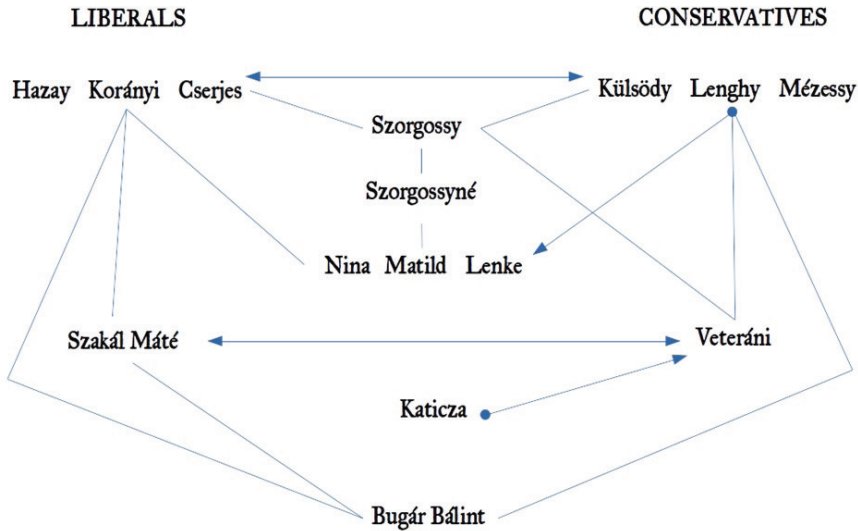 LIBERALS CONSERVATIVES
Hazay Korányi Cserjes Külsödy Lenghy Mézessy
Szorgossy
Szorgossyné
Nina Matild Lenke
Szakál Máté Veteráni
Katicza
Bugár Bálint